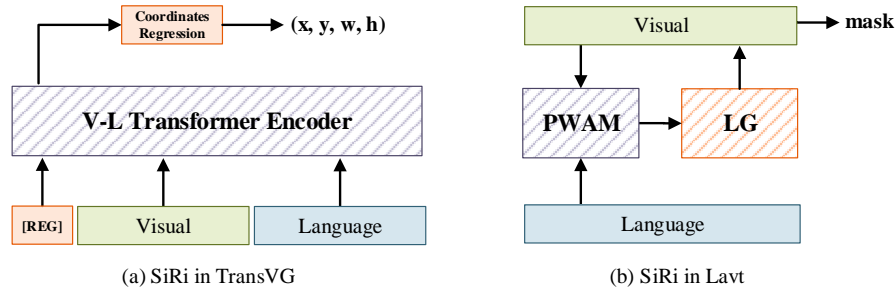 Coordinates
Regression
(x, y, w, h)
V-L Transformer Encoder
[REG]
Visual
Language
(a) SiRi in TransVG
Visual
mask
PWAM
LG
Language
(b) SiRi in Lavt